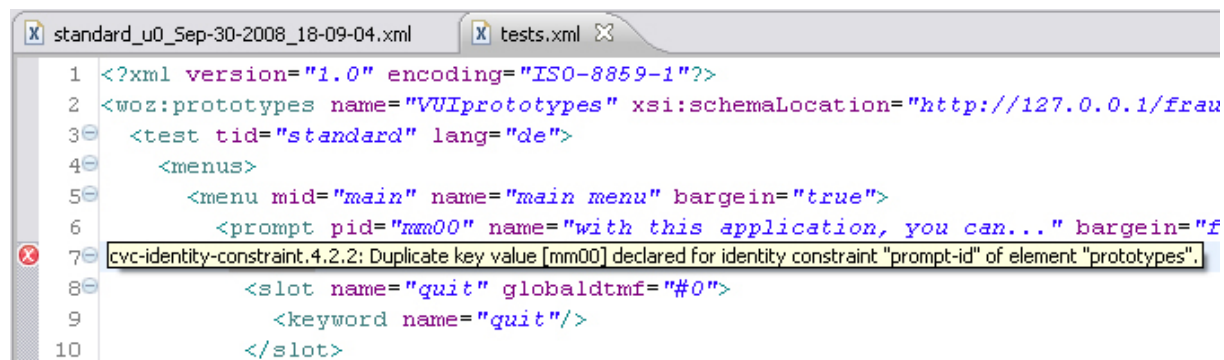 standard_u0_Sep-30-2008_18-09-04.xml tests.xml
1 <?xml version="1.0" encoding="ISO-8859-1"?>
2 <woz:prototypes name="VUIprototypes" xsi:schemaLocation="http://127.0.0.1/frau
3 <test tid="standard" lang="de">
4 <menus>
5 <menu mid="main" name="main menu" bargein="true">
6 <prompt pid="mm00" name="with this application, you can..." bargein="f
7 cvc-identity-constraint.4.2.2: Duplicate key value [mm00] declared for identity constraint "prompt-id" of element "prototypes".
8 <slot name="quit" globaldtmf="#0">
9 <keyword name="quit"/>
10 </slot>